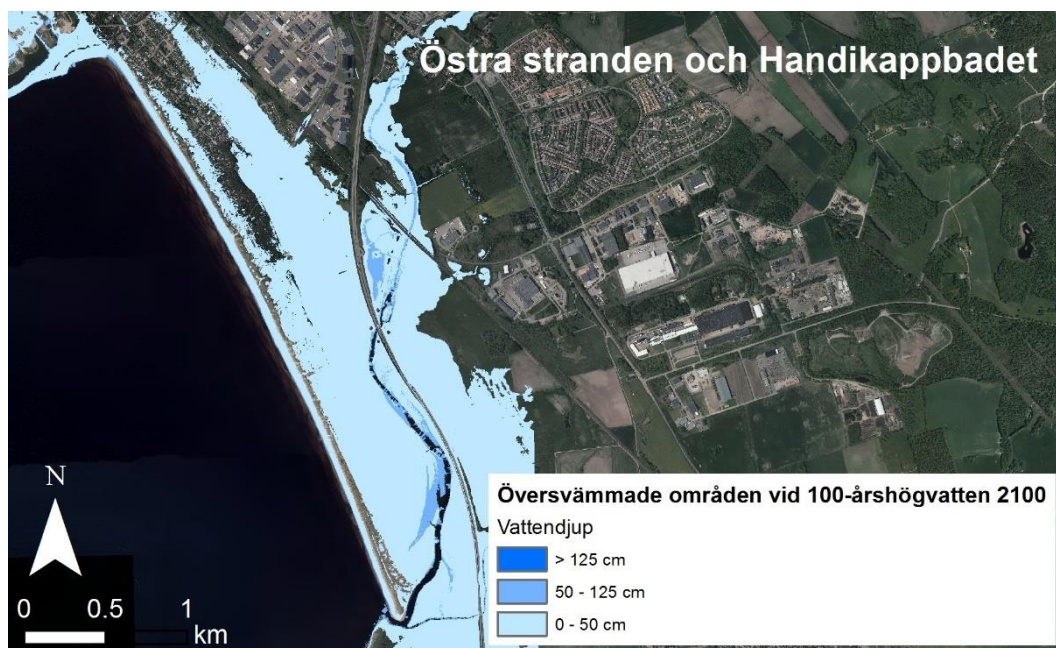 Östra stranden och Handikappbadet
N
0 0.5 1
km
Översvämmade områden vid 100-årshögvatten 2100
Vattendjup
> 125 cm
50 - 125 cm
0 - 50 cm